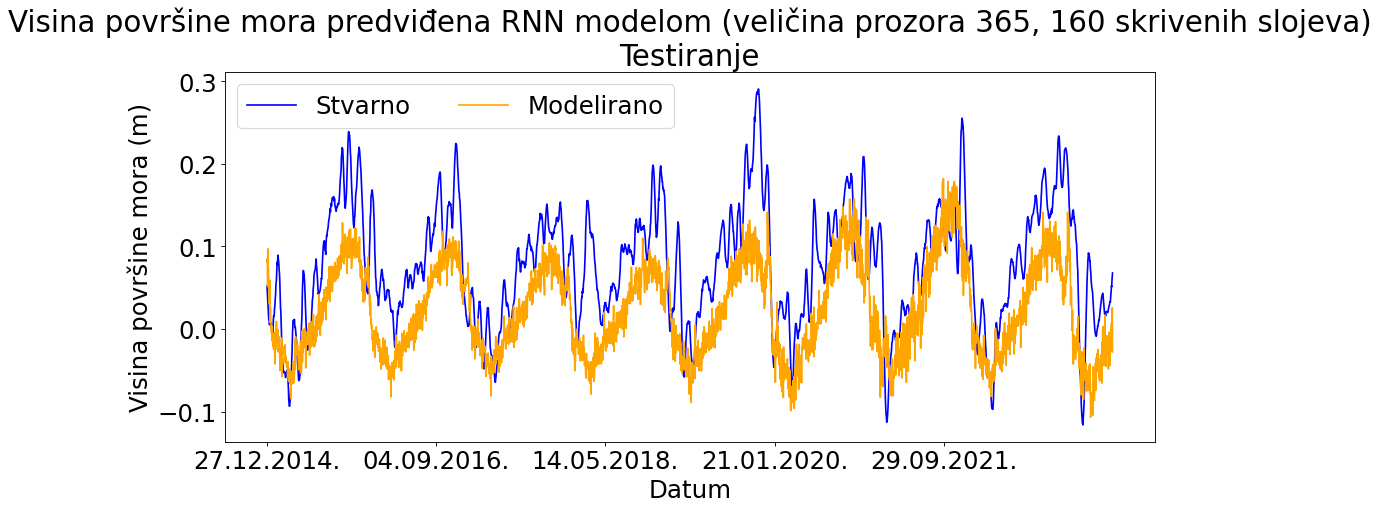 Visina površine mora predviđena RNN modelom (veličina prozora 365, 160 skrivenih slojeva)
Testiranje
Stvarno
Modelirano
Visina površine mora (m)
0.3
0.2
0.1
0.0
−0.1
27.12.2014.
04.09.2016.
14.05.2018.
21.01.2020.
29.09.2021.
Datum